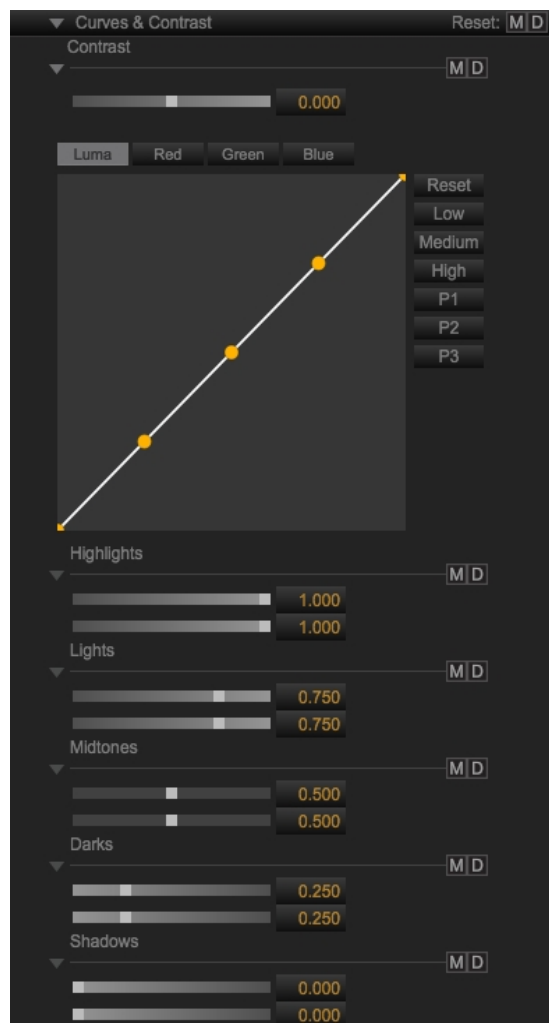 Curves & Contrast Reset: M D
Contrast
M D
0.000
Luma Red Green Blue
Reset
Low
Medium
High
P1
P2
P3
Highlights
M D
1.000
1.000
Lights
M D
0.750
0.750
Midtones
M D
0.500
0.500
Darks
M D
0.250
0.250
Shadows
M D
0.000
0.000